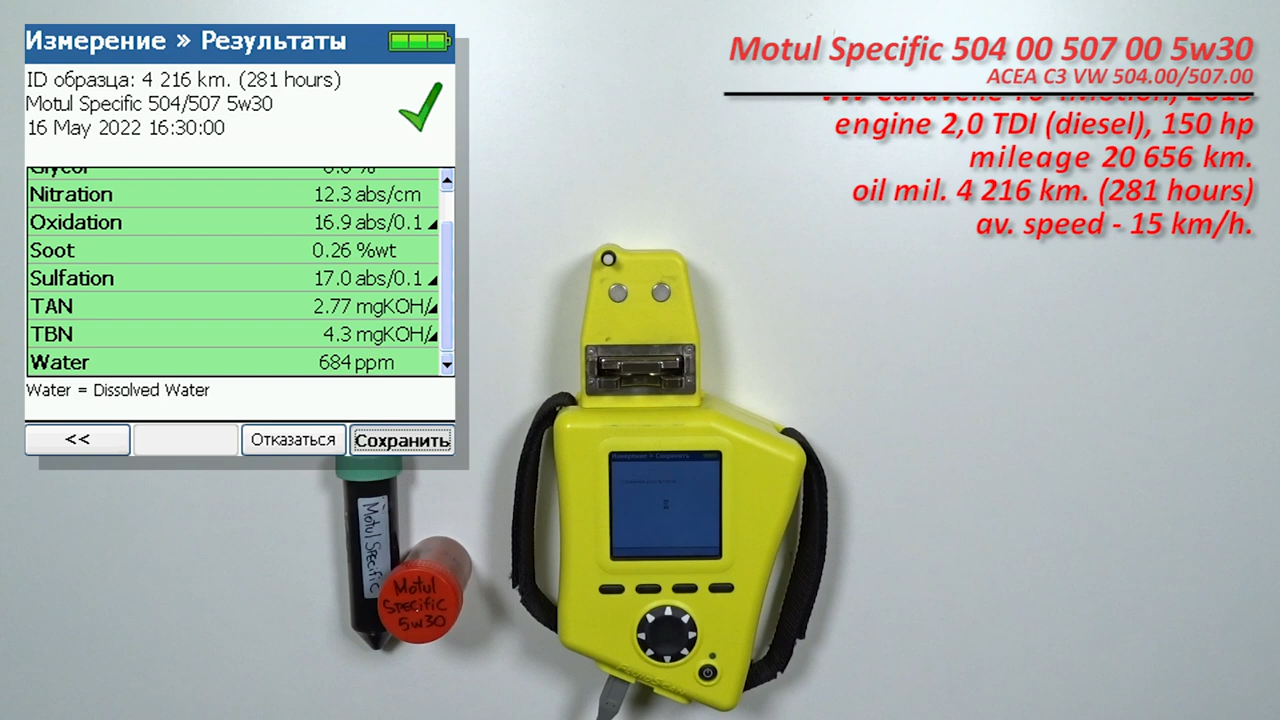 Измерение » Результаты
ID образца: 4 216 km. (281 hours)
Motul Specific 504/507 5w30
16 May 2022 16:30:00
Nitration 12.3 abs/cm
Oxidation 16.9 abs/0.1
Soot 0.26 %wt
Sulfation 17.0 abs/0.1
TAN 2.77 mgKOH/
TBN 4.3 mgKOH/
Water 684 ppm
Water = Dissolved Water
<< Отказаться Сохранить
Motul Specific 504 00 507 00 5w30
ACEA C3 VW 504.00/507.00
engine 2,0 TDI (diesel), 150 hp
mileage 20 656 km.
oil mil. 4 216 km. (281 hours)
av. speed - 15 km/h.
Измерение » Сохранить
Motul Specific
Motul
Specific
5w30